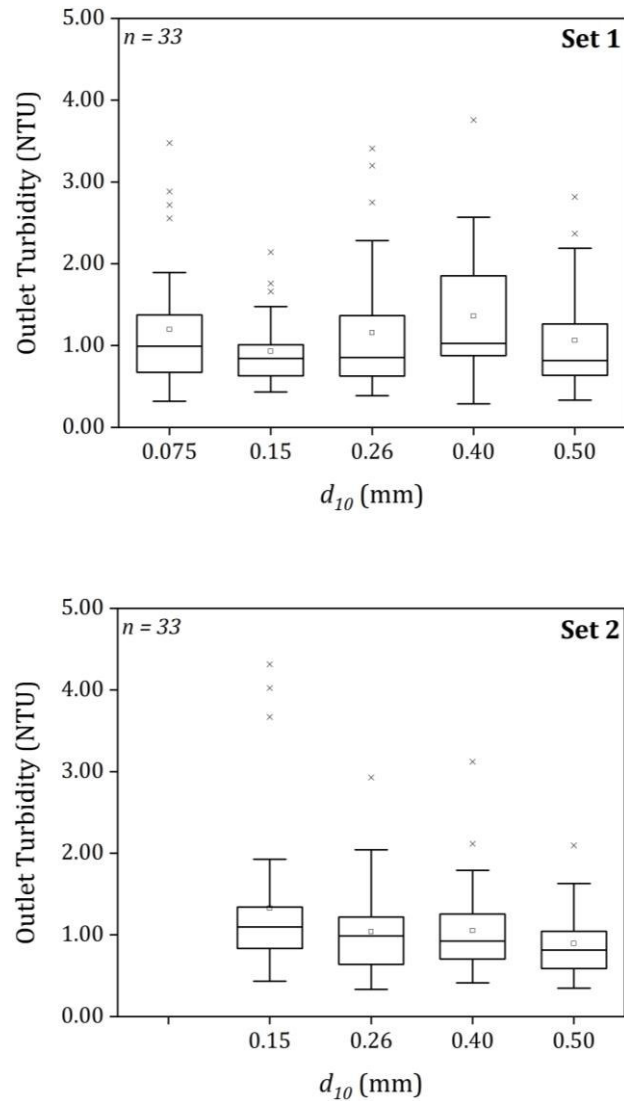 n = 33
Set 1
Outlet Turbidity (NTU)
5.00
4.00
3.00
2.00
1.00
0.00
0.075 0.15 0.26 0.40 0.50
d10 (mm)
n = 33
Set 2
Outlet Turbidity (NTU)
5.00
4.00
3.00
2.00
1.00
0.00
0.15 0.26 0.40 0.50
d10 (mm)